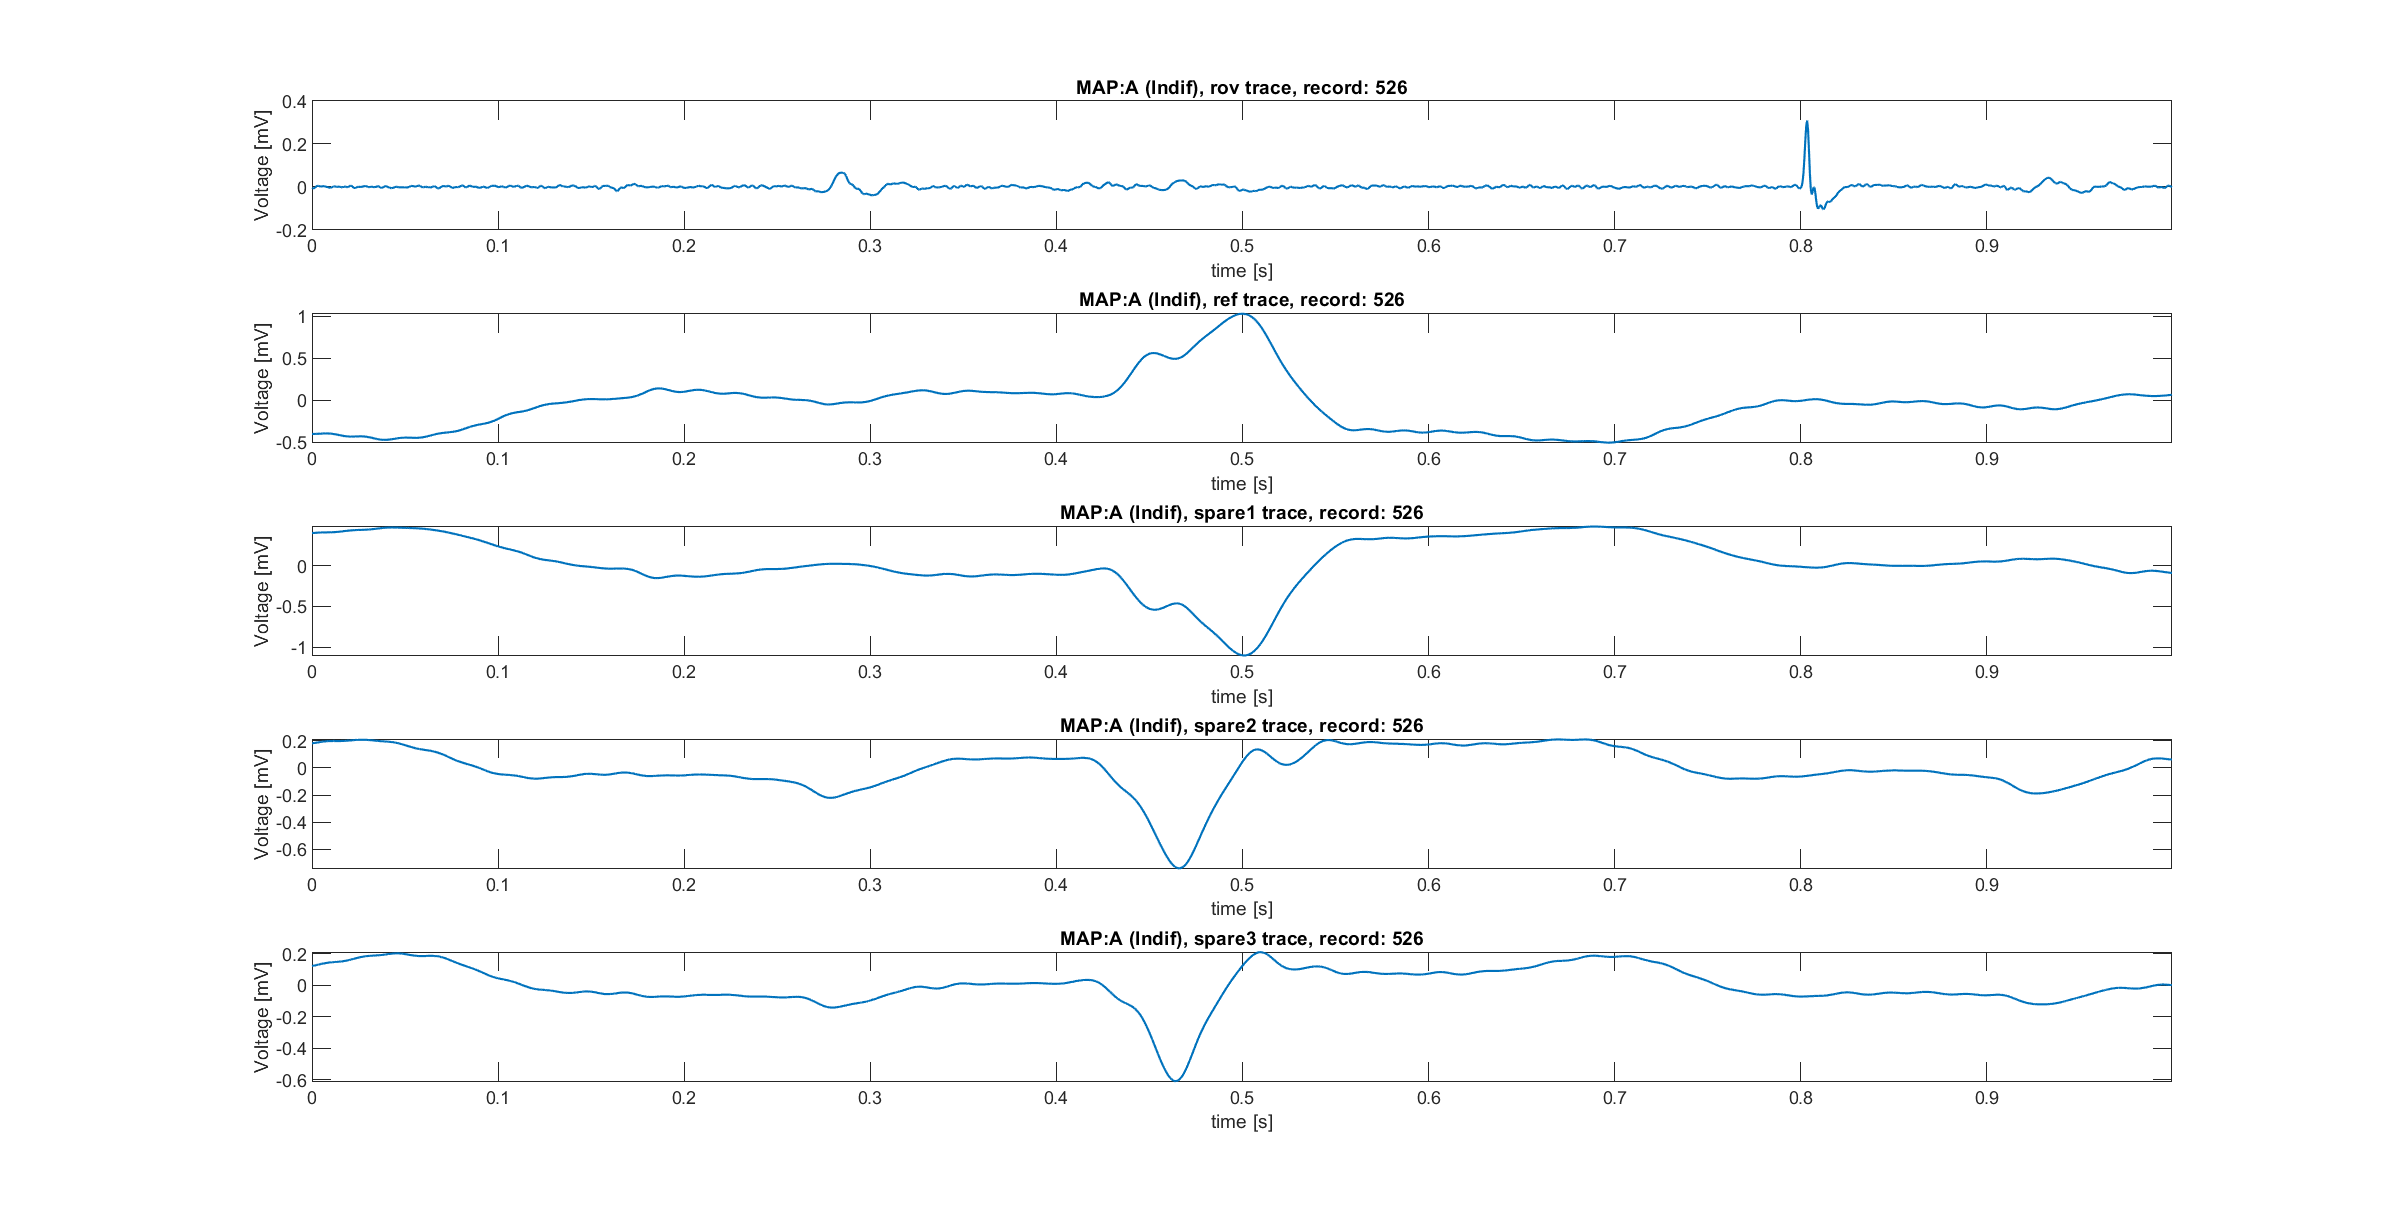 MAP:A (Indif), rov trace, record: 526
Voltage [mV]
0.4
0.2
0
-0.2
0 0.1 0.2 0.3 0.4 0.5 0.6 0.7 0.8 0.9
time [s]
MAP:A (Indif), ref trace, record: 526
Voltage [mV]
1
0.5
0
-0.5
0 0.1 0.2 0.3 0.4 0.5 0.6 0.7 0.8 0.9
time [s]
MAP:A (Indif), spare1 trace, record: 526
Voltage [mV]
0
-0.5
-1
0 0.1 0.2 0.3 0.4 0.5 0.6 0.7 0.8 0.9
time [s]
MAP:A (Indif), spare2 trace, record: 526
Voltage [mV]
0.2
0
-0.2
-0.4
-0.6
0 0.1 0.2 0.3 0.4 0.5 0.6 0.7 0.8 0.9
time [s]
MAP:A (Indif), spare3 trace, record: 526
Voltage [mV]
0.2
0
-0.2
-0.4
-0.6
0 0.1 0.2 0.3 0.4 0.5 0.6 0.7 0.8 0.9
time [s]